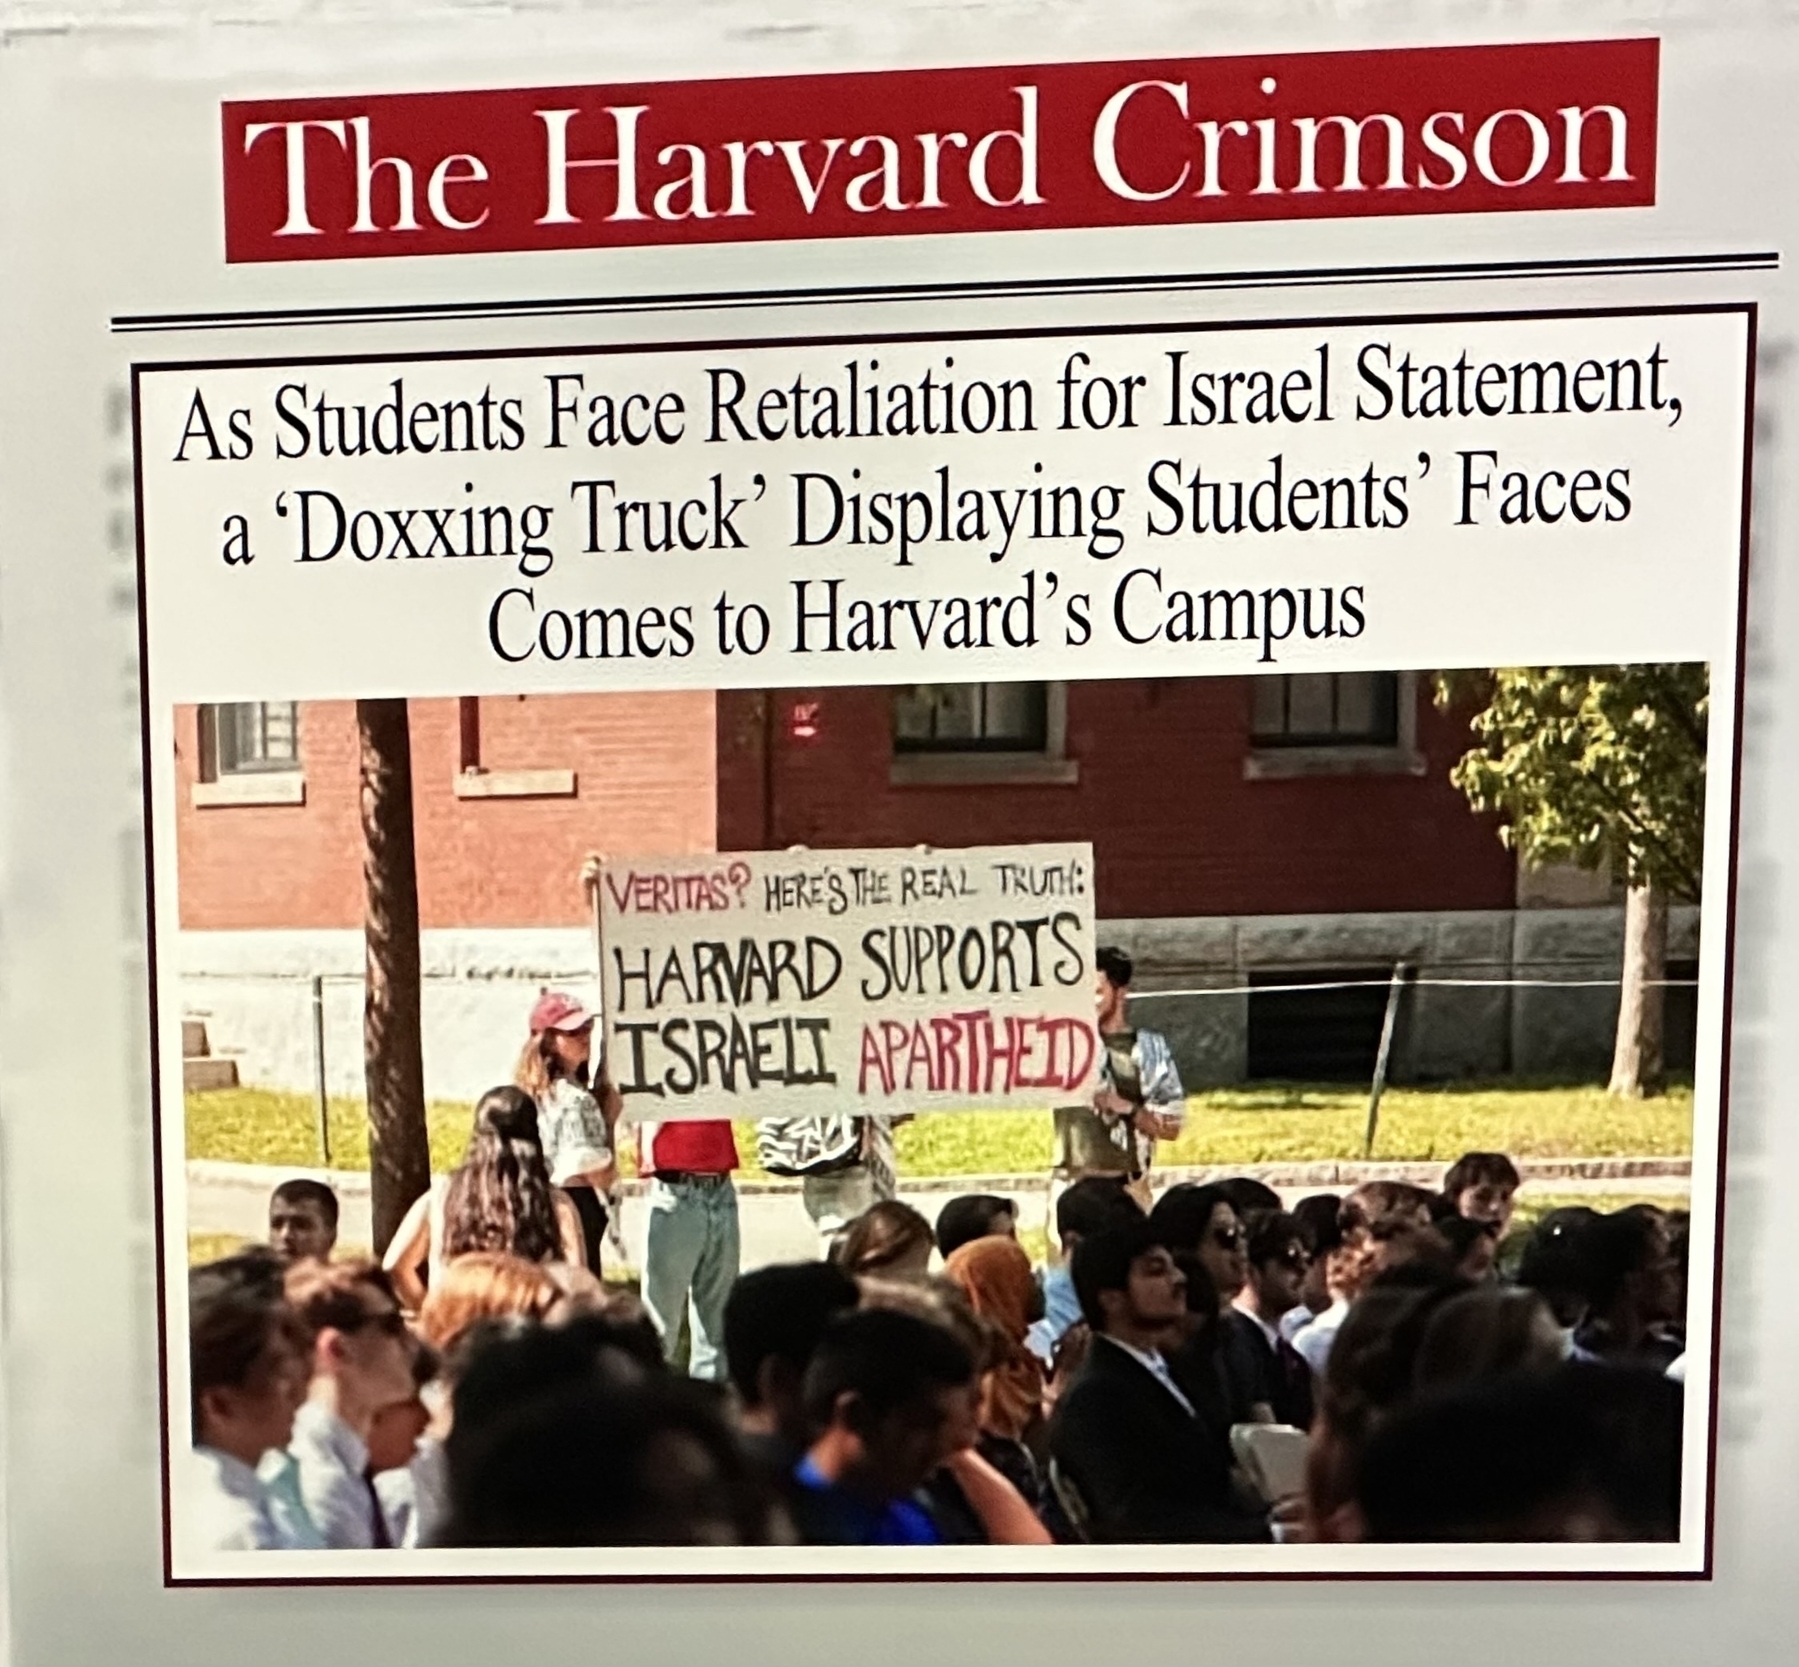 The Harvard Crimson
As Students Face Retaliation for Israel Statement,
a ‘Doxxing Truck’ Displaying Students’ Faces
Comes to Harvard’s Campus
VERITAS? HERE'S THE REAL TRUTH:
HARVARD SUPPORTS
ISRAELI APARTHEID